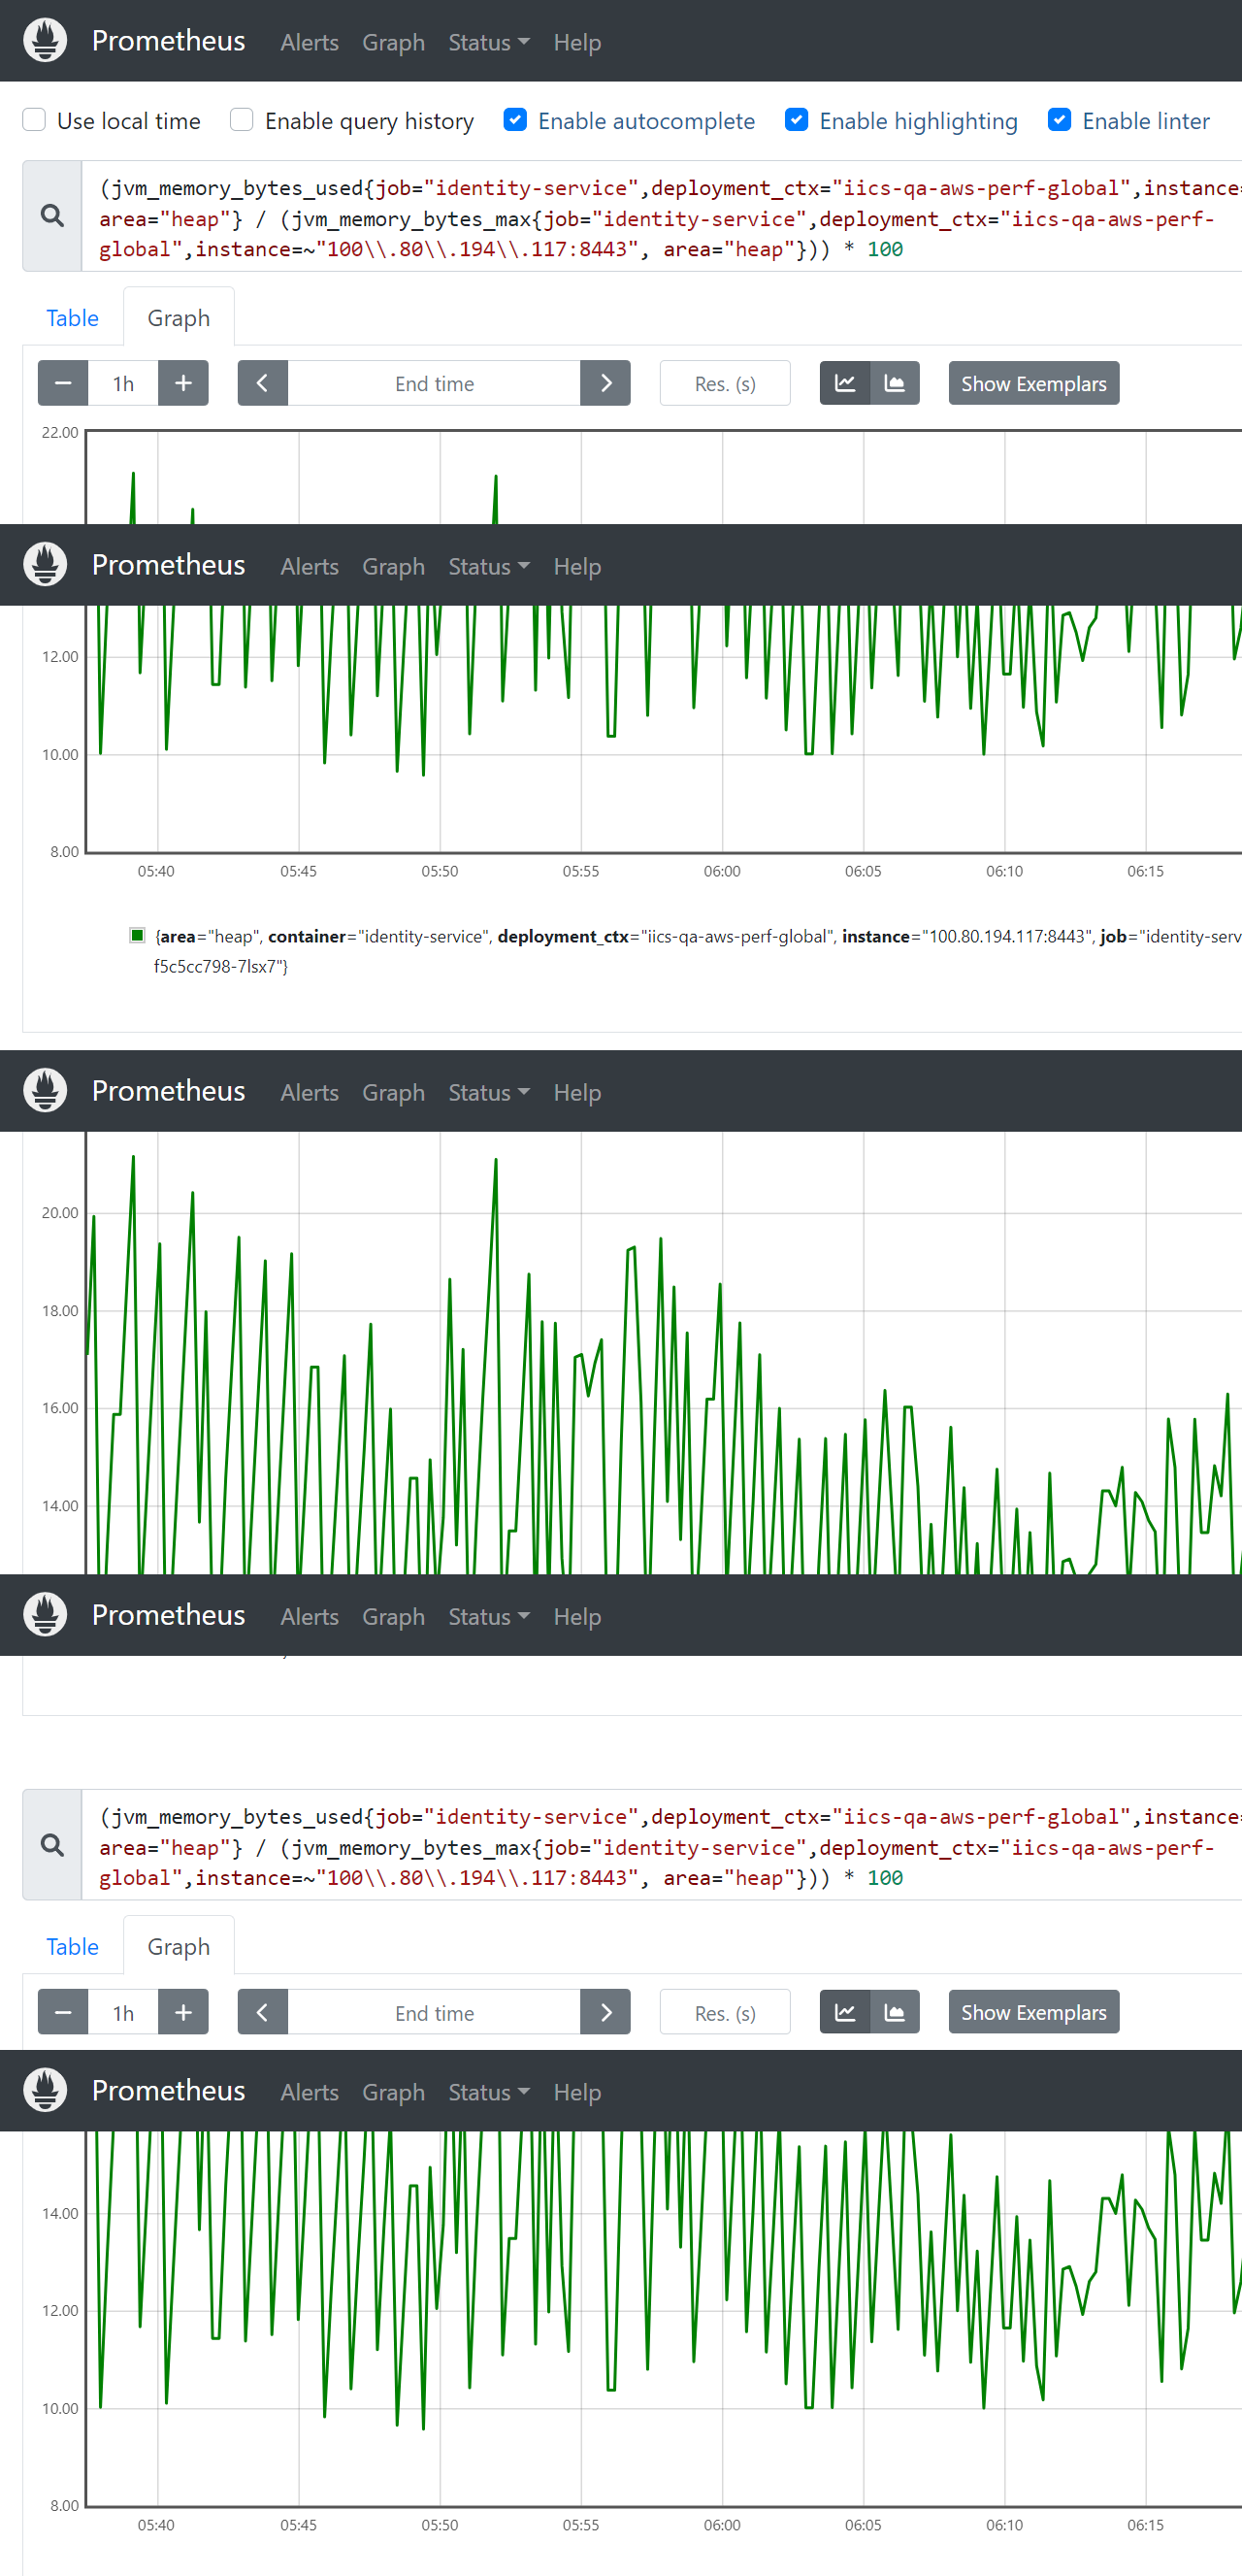 Prometheus Alerts Graph Status Help
Use local time Enable query history Enable autocomplete Enable highlighting Enable linter
(jvm_memory_bytes_used{job="identity-service",deployment_ctx="iics-qa-aws-perf-global",instance=
area="heap"} / (jvm_memory_bytes_max{job="identity-service",deployment_ctx="iics-qa-aws-perf-
global",instance=~"100\\.80\\.194\\.117:8443", area="heap"})) * 100
Table Graph
1h End time Res. (s) Show Exemplars
22.00
Prometheus Alerts Graph Status Help
12.00
10.00
8.00
05:40 05:45 05:50 05:55 06:00 06:05 06:10 06:15
{area="heap", container="identity-service", deployment_ctx="iics-qa-aws-perf-global", instance="100.80.194.117:8443", job="identity-serv
f5c5cc798-7lsx7"}
Prometheus Alerts Graph Status Help
20.00
18.00
16.00
14.00
Prometheus Alerts Graph Status Help
(jvm_memory_bytes_used{job="identity-service",deployment_ctx="iics-qa-aws-perf-global",instance=
area="heap"} / (jvm_memory_bytes_max{job="identity-service",deployment_ctx="iics-qa-aws-perf-
global",instance=~"100\\.80\\.194\\.117:8443", area="heap"})) * 100
Table Graph
1h End time Res. (s) Show Exemplars
Prometheus Alerts Graph Status Help
14.00
12.00
10.00
8.00
05:40 05:45 05:50 05:55 06:00 06:05 06:10 06:15